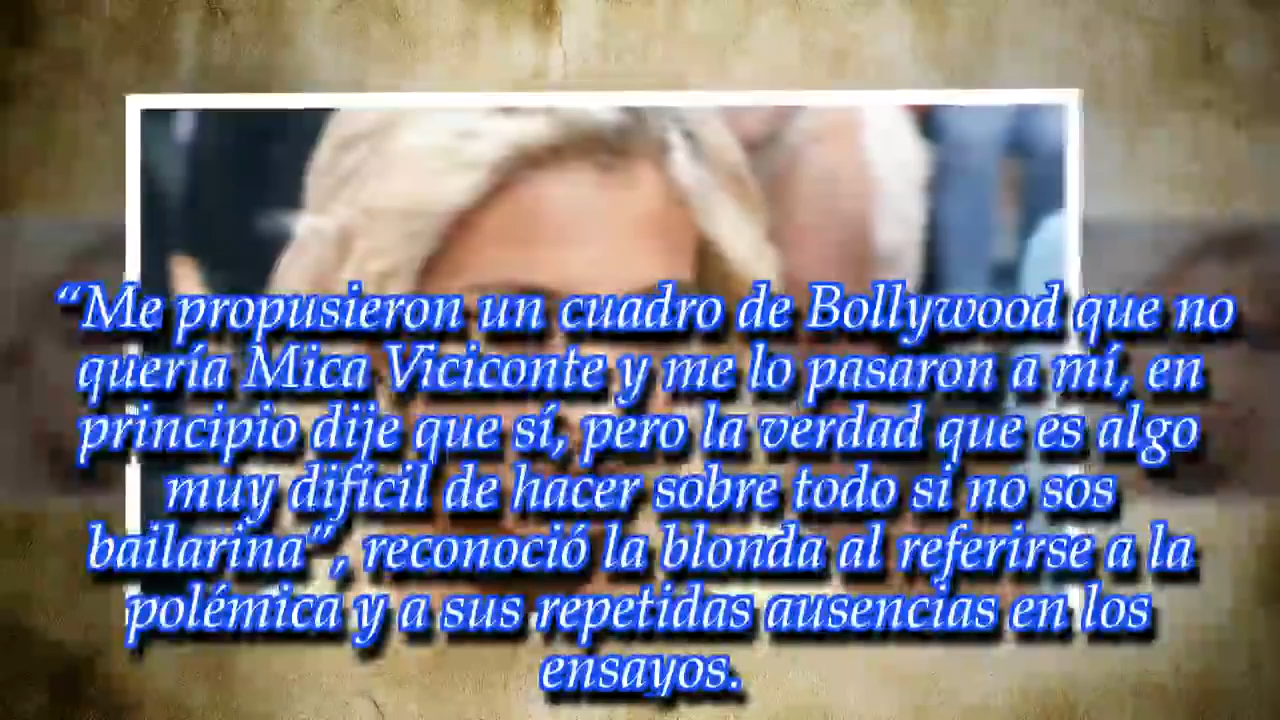 “Me propusieron un cuadro de Bollywood que no
quería Mica Viciconte y me lo pasaron a mí, en
principio dije que sí, pero la verdad que es algo
muy difícil de hacer sobre todo si no sos
bailarina”, reconoció la blonda al referirse a la
polémica y a sus repetidas ausencias en los
ensayos.